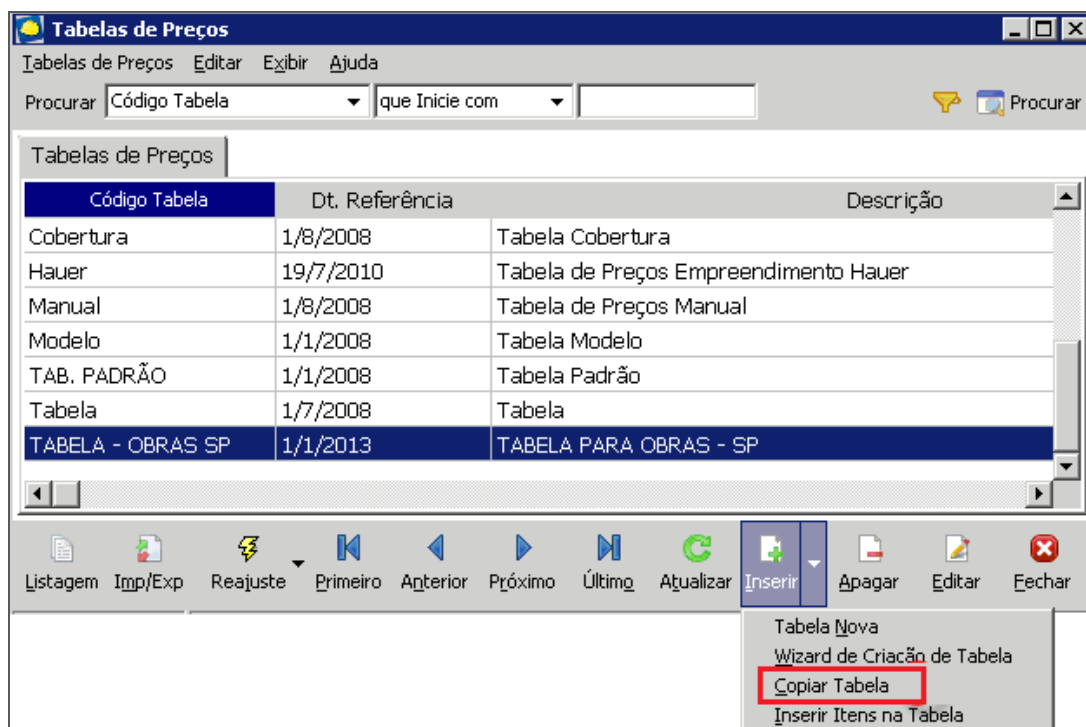 Tabelas de Preços
Tabelas de Preços Editar Exibir Ajuda
Procurar Código Tabela que Inicie com Procurar
Tabelas de Preços
Código Tabela Dt. Referência Descrição
Cobertura 1/8/2008 Tabela Cobertura
Hauer 19/7/2010 Tabela de Preços Empreendimento Hauer
Manual 1/8/2008 Tabela de Preços Manual
Modelo 1/1/2008 Tabela Modelo
TAB. PADRÃO 1/1/2008 Tabela Padrão
Tabela 1/7/2008 Tabela
TABELA - OBRAS SP 1/1/2013 TABELA PARA OBRAS - SP
Listagem Imp/Exp Reajuste Primeiro Anterior Próximo Último Atualizar Inserir Apagar Editar Fechar
Tabela Nova
Wizard de Criacão de Tabela
Copiar Tabela
Inserir Itens na Tabela